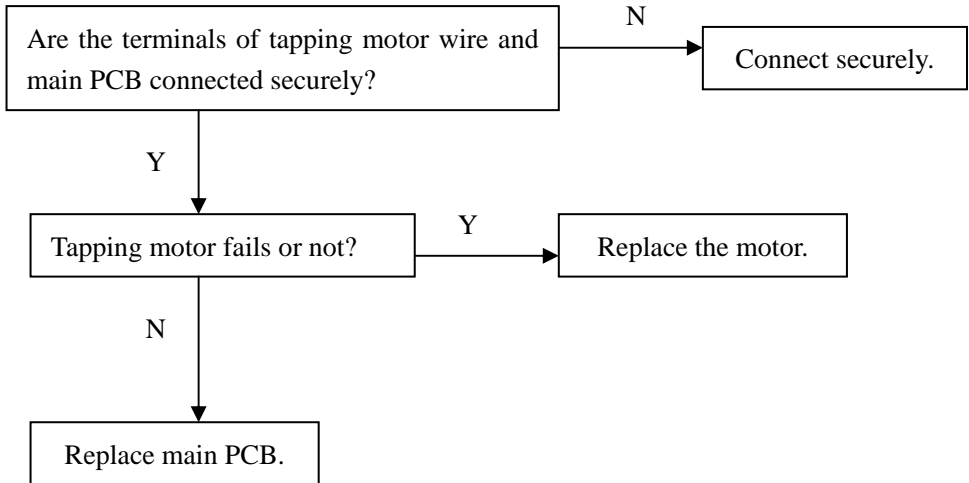 Are the terminals of tapping motor wire and
main PCB connected securely?
N
Connect securely.
Y
Tapping motor fails or not?
Y
Replace the motor.
N
Replace main PCB.